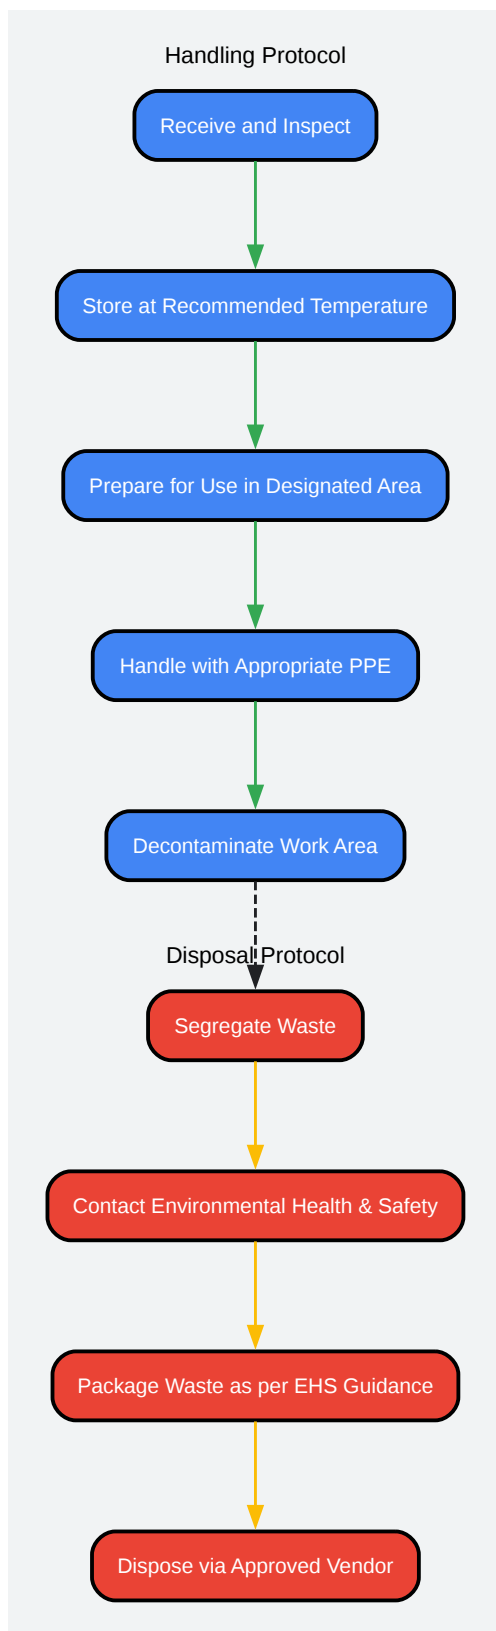 Handling Protocol
Receive and Inspect
Store at Recommended Temperature
Prepare for Use in Designated Area
Handle with Appropriate PPE
Decontaminate Work Area
Disposal Protocol
Segregate Waste
Contact Environmental Health & Safety
Package Waste as per EHS Guidance
Dispose via Approved Vendor